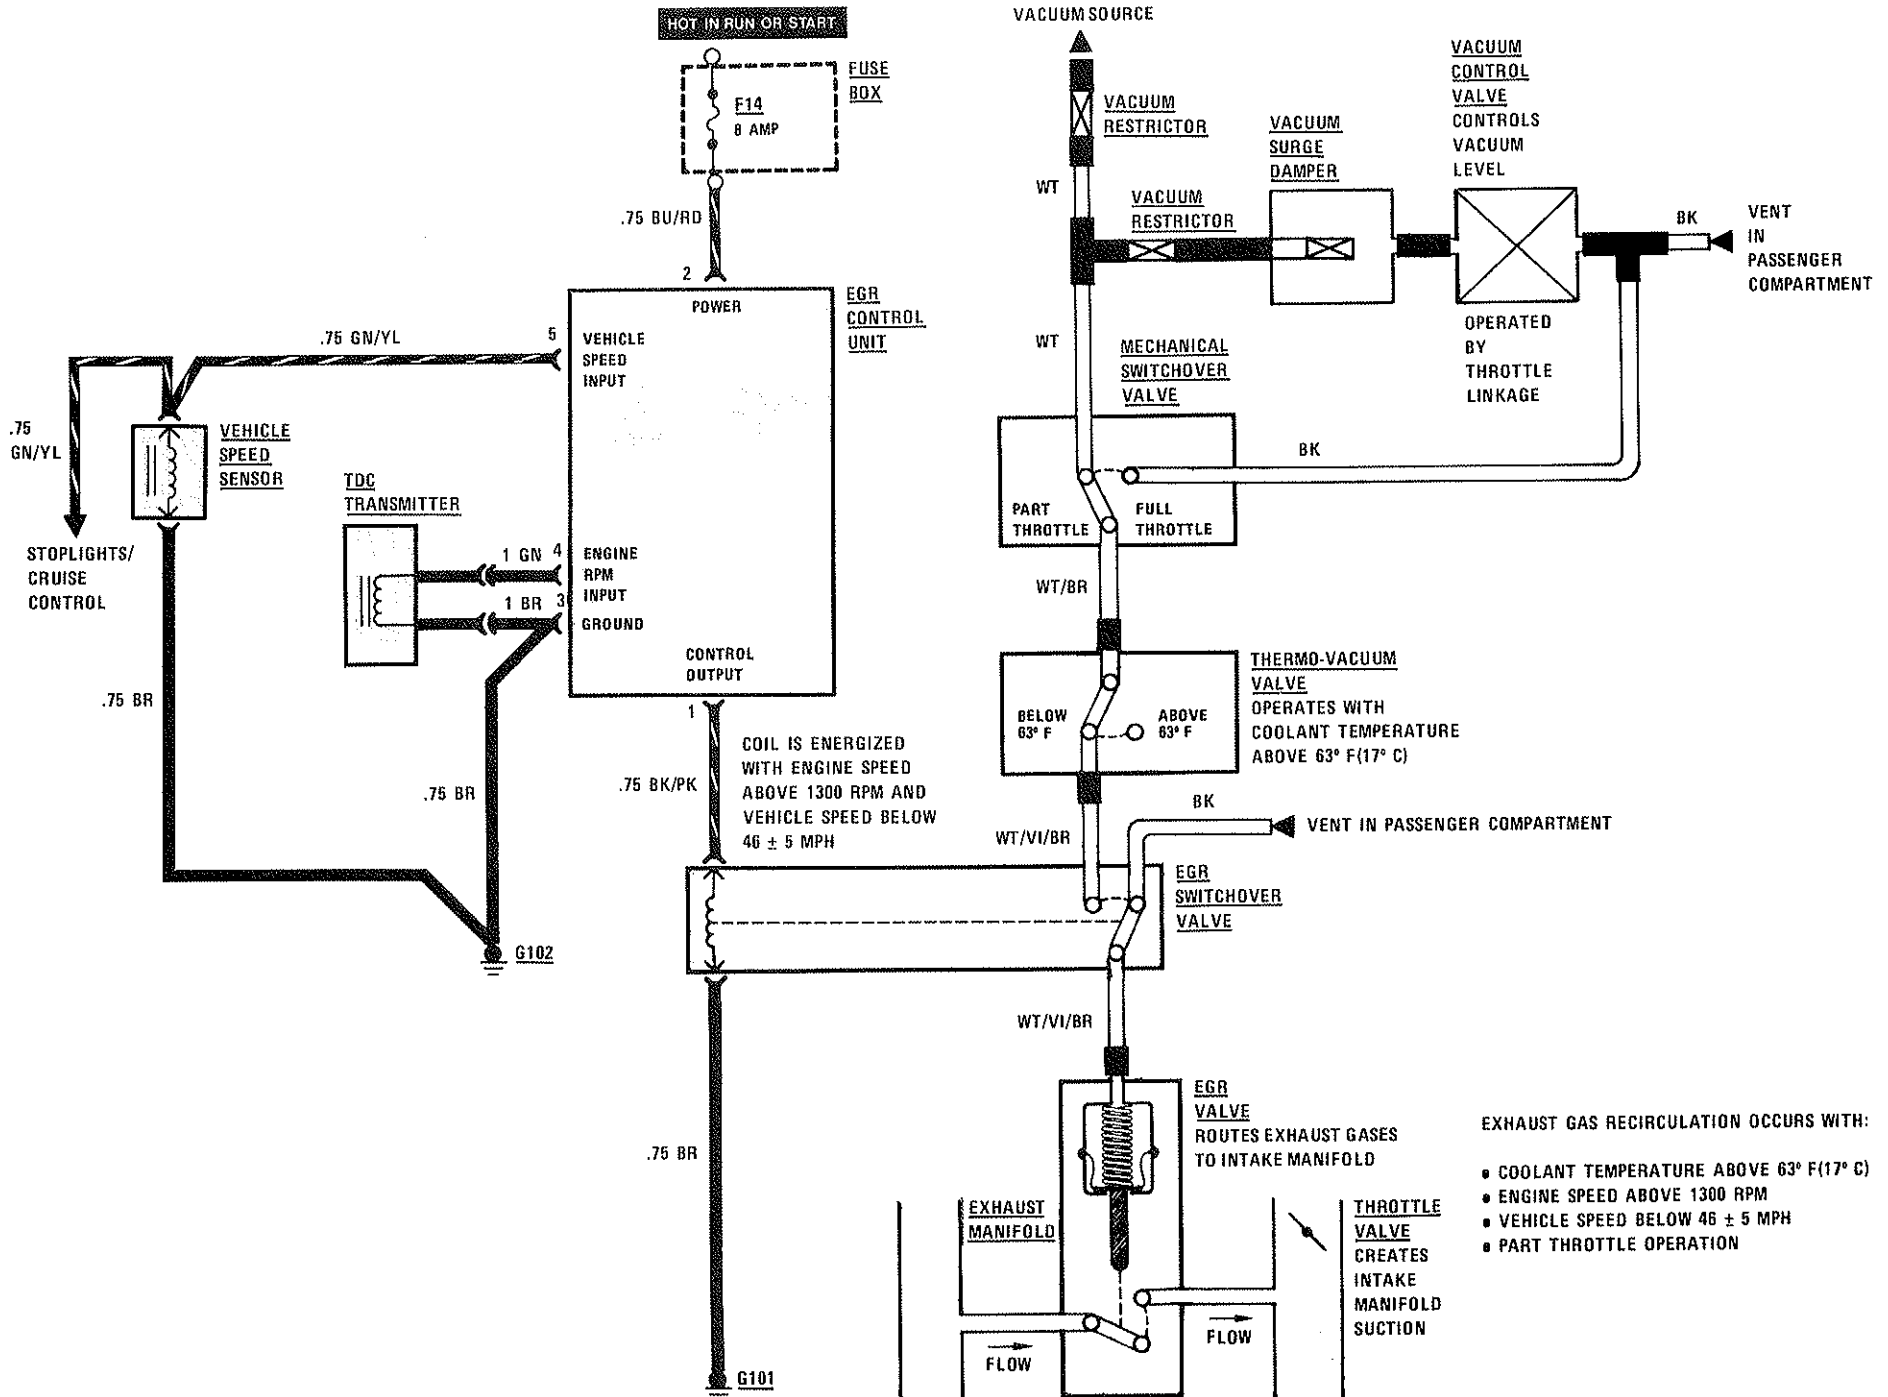 HOT IN RUN OR START
FUSE
BOX
F14
8 AMP
.75 BU/RD
2
POWER
EGR
CONTROL
UNIT
.75 GN/YL
5
VEHICLE
SPEED
INPUT
.75
GN/YL
VEHICLE
SPEED
SENSOR
STOPLIGHTS/
CRUISE
CONTROL
TDC
TRANSMITTER
1 GN
4
ENGINE
RPM
INPUT
1 BR
3
GROUND
CONTROL
OUTPUT
.75 BR
.75 BR
G102
1
.75 BK/PK
COIL IS ENERGIZED
WITH ENGINE SPEED
ABOVE 1300 RPM AND
VEHICLE SPEED BELOW
46 ± 5 MPH
.75 BR
G101
VACUUM SOURCE
VACUUM
RESTRICTOR
WT
VACUUM
RESTRICTOR
VACUUM
SURGE
DAMPER
VACUUM
CONTROL
VALVE
CONTROLS
VACUUM
LEVEL
BK
VENT
IN
PASSENGER
COMPARTMENT
OPERATED
BY
THROTTLE
LINKAGE
WT
MECHANICAL
SWITCHOVER
VALVE
BK
PART
THROTTLE
FULL
THROTTLE
WT/BR
THERMO-VACUUM
VALVE
OPERATES WITH
COOLANT TEMPERATURE
ABOVE 63° F(17° C)
BELOW
63° F
ABOVE
63° F
BK
VENT IN PASSENGER COMPARTMENT
WT/VI/BR
EGR
SWITCHOVER
VALVE
WT/VI/BR
EGR
VALVE
ROUTES EXHAUST GASES
TO INTAKE MANIFOLD
EXHAUST
MANIFOLD
THROTTLE
VALVE
CREATES
INTAKE
MANIFOLD
SUCTION
FLOW
FLOW
EXHAUST GAS RECIRCULATION OCCURS WITH:
• COOLANT TEMPERATURE ABOVE 63° F(17° C)
• ENGINE SPEED ABOVE 1300 RPM
• VEHICLE SPEED BELOW 46 ± 5 MPH
• PART THROTTLE OPERATION